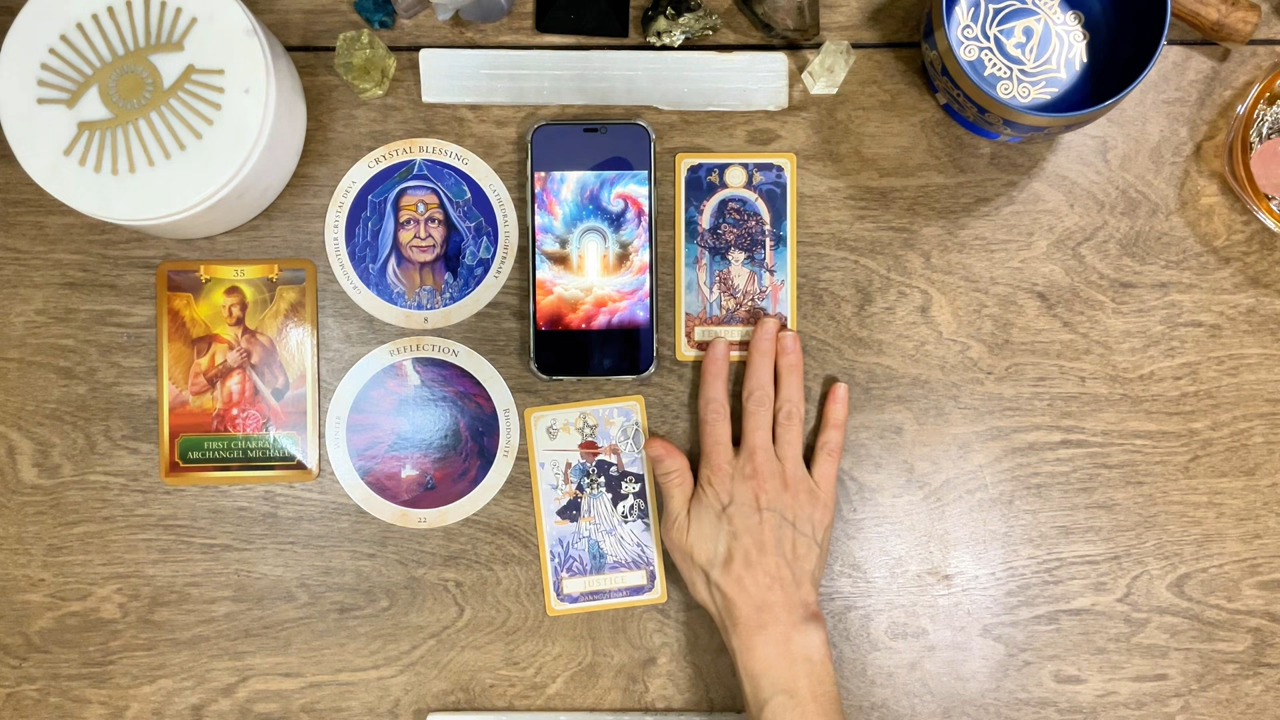 CRYSTAL BLESSING
GRANDMOTHER CRYSTAL DEVA
CATHEDRAL LIGHTBRARY
8
35
FIRST CHAKRA
ARCHANGEL MICHAEL
REFLECTION
RHODONITE
22
JUSTICE